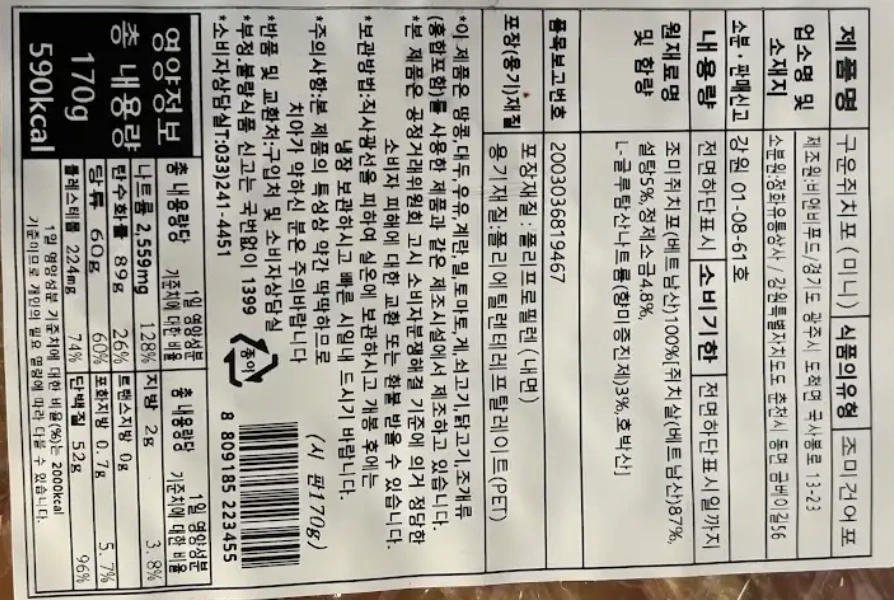 제품명 구운쥐치포(미니) 식품의유형 조미건어포
업소명 및 소재지 제조원:비앤비푸드/경기도 광주시 도척면 국사봉로 13-23
소분원:정화유통상사/강원특별자치도 춘천시 동면 금베이길56
소분·판매신고 강원 01-08-61호
내용량 전면하단표시 소비기한 전면하단표시일까지
원재료명 및 함량 조미쥐치포(베트남산)100%[쥐치살(베트남산)87%,
설탕5%,정제소금4.8%,
L-글루탐산나트륨(향미증진제)3%,호박산]
품목보고번호 2003036819467
포장(용기)재질 포장재질 : 폴리프로필렌 (내면)
용기재질:폴리에틸렌테레프탈레이트(PET)
*이 제품은 땅콩,대두,우유,계란,밀,토마토,게,쇠고기,닭고기,조개류
(홍합포함)를 사용한 제품과 같은 제조시설에서 제조하고 있습니다.
*본 제품은 공정거래위원회 고시 소비자분쟁해결 기준에 의거 정당한
소비자 피해에 대한 교환 또는 환불 받을 수 있습니다.
*보관방법:직사광선을 피하여 실온에 보관하시고 개봉 후에는
냉장 보관하시고 빠른 시일내 드시기 바랍니다.
*주의사항:본 제품의 특성상 약간 딱딱하므로
치아가 약하신 분은 주의바랍니다
(시 판170g)
*반품 및 교환처:구입처 및 소비자상담실
*부정.불량식품 신고는 국번없이 1399
*소비자상담실T:033)241-4451
종이
8 809185 223455
영양정보
총 내용량
170g
590kcal
총 내용량당 1일 영양성분 기준치에 대한 비율 총 내용량당 1일 영양성분 기준치에 대한 비율
나트륨 2,559mg 128% 지방 2g 3.8%
탄수화물 89g 26% 트랜스지방 0g
당류 60g 60% 포화지방 0.7g 5.7%
콜레스테롤 224mg 74% 단백질 52g 96%
1일 영양성분 기준치에 대한 비율(%)는 2000kcal
기준이므로 개인의 필요 열량에 따라 다를 수 있습니다.